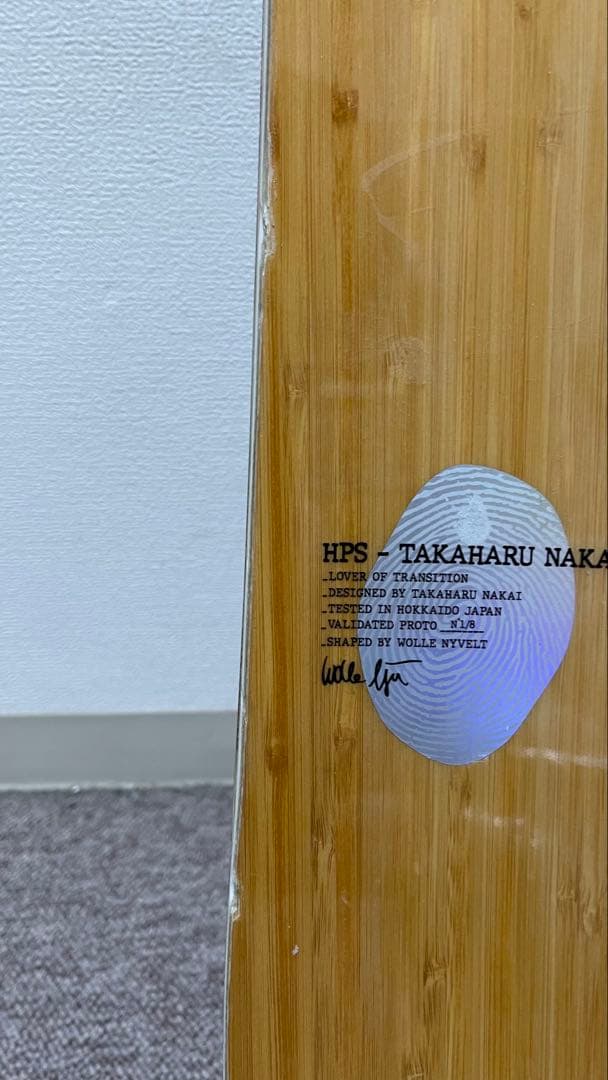 HPS - TAKAHARU NAKA
_LOVER OF TRANSITION
_DESIGNED BY TAKAHARU NAKAI
_TESTED IN HOKKAIDO JAPAN
_VALIDATED PROTO N°1/8
_SHAPED BY WOLLE NYVELT
Wolle